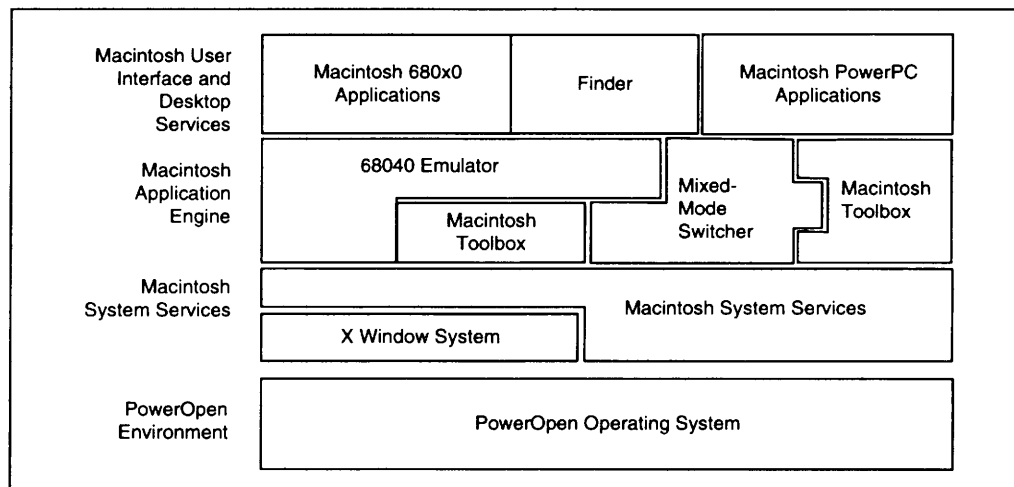 Macintosh User
Interface and
Desktop
Services
Macintosh 680x0
Applications
Finder
Macintosh PowerPC
Applications
Macintosh
Application
Engine
68040 Emulator
Macintosh
Toolbox
Mixed-
Mode
Switcher
Macintosh
Toolbox
Macintosh
System Services
Macintosh System Services
X Window System
PowerOpen
Environment
PowerOpen Operating System